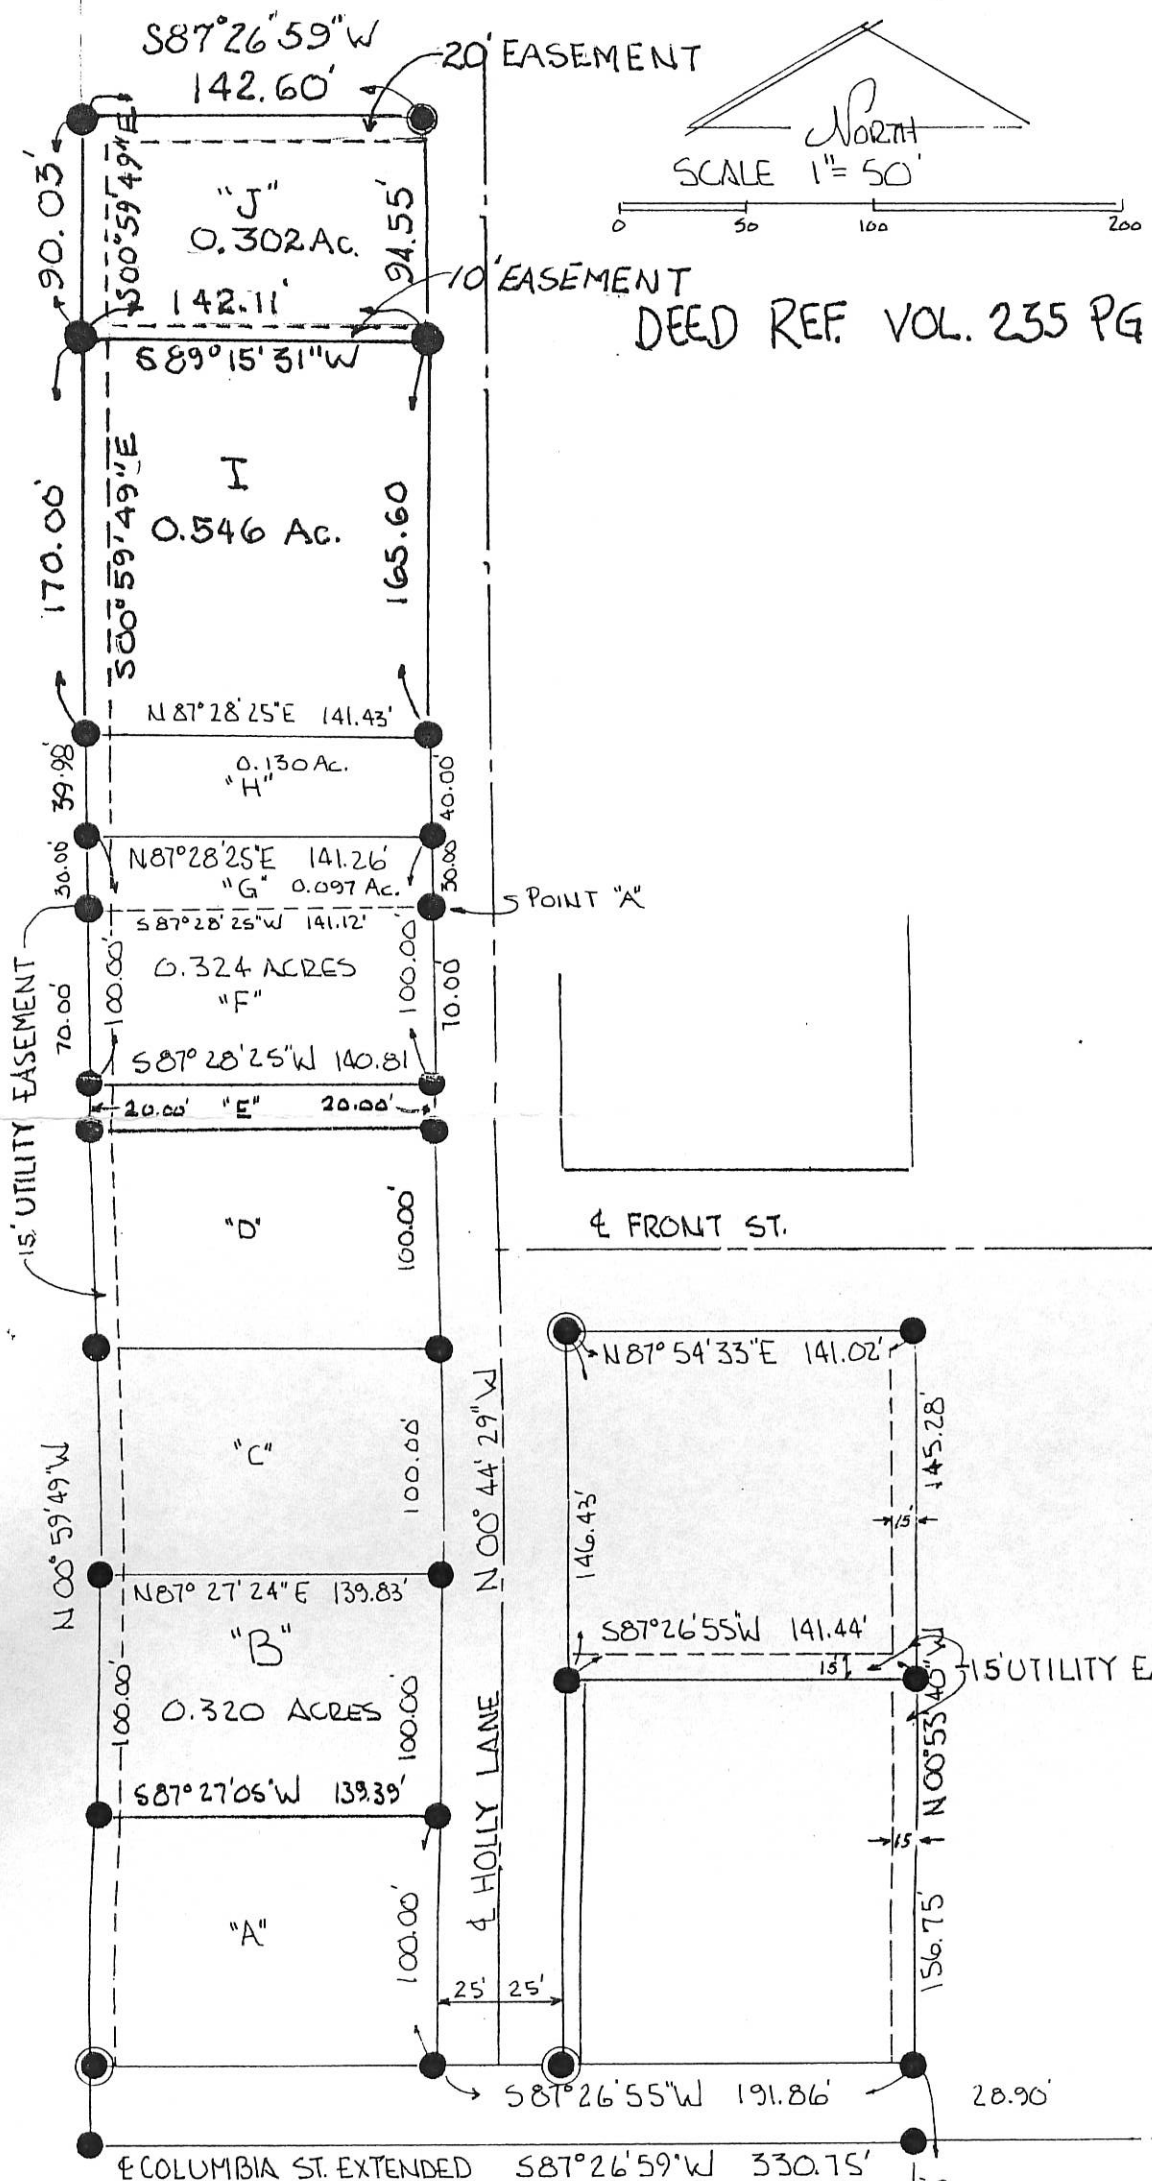 S87°26'59"W
142.60'
20' EASEMENT
NORTH
SCALE 1"= 50'
0 50 100 200
90.03'
S00°59'49"E
"J"
0.302 Ac.
94.55'
10' EASEMENT
142.11'
S89°15'31"W
DEED REF. VOL. 235 PG
170.00'
S00°59'49"E
I
0.546 Ac.
165.60
N87°28'25"E 141.43'
39.98'
0.130 Ac.
"H"
40.00'
N87°28'25"E 141.26'
30.00'
"G" 0.097 Ac.
30.00
POINT "A"
S87°28'25"W 141.12'
15' UTILITY EASEMENT
70.00'
100.00'
0.324 ACRES
"F"
100.00'
70.00
S87°28'25"W 140.81
20.00' "E" 20.00'
"D"
100.00'
℄ FRONT ST.
N87°54'33"E 141.02'
N00°59'49"W
"C"
100.00'
N00°44'29"W
146.43'
145.28'
15'
N87°27'24"E 139.83'
"B"
0.320 ACRES
100.00'
100.00'
S87°26'55"W 141.44'
15'
15' UTILITY EA
N00°53'40"W
S87°27'05"W 139.39'
℄ HOLLY LANE
15
156.75'
"A"
100.00'
25' 25'
S87°26'55"W 191.86'
28.90'
℄ COLUMBIA ST. EXTENDED S87°26'59"W 330.75'